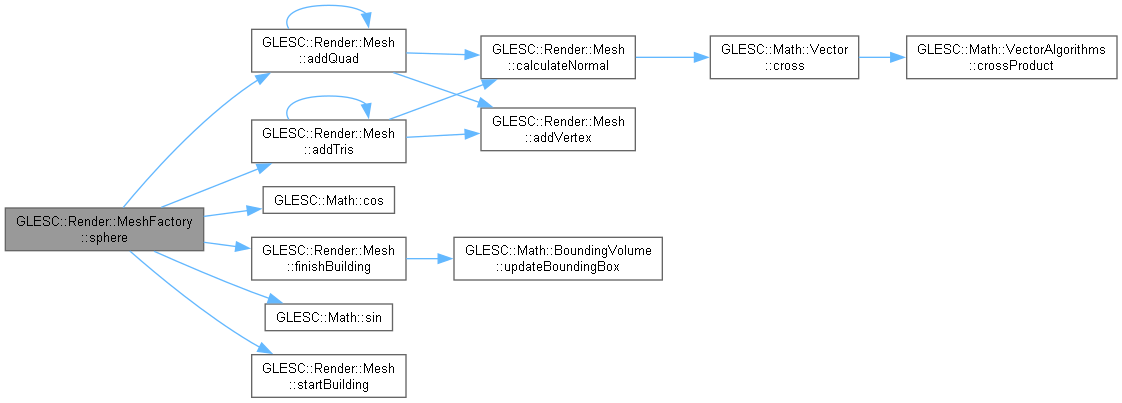 GLESC::Render::Mesh
::addQuad
GLESC::Render::Mesh
::calculateNormal
GLESC::Math::Vector
::cross
GLESC::Math::VectorAlgorithms
::crossProduct
GLESC::Render::Mesh
::addVertex
GLESC::Render::Mesh
::addTris
GLESC::Math::cos
GLESC::Render::MeshFactory
::sphere
GLESC::Render::Mesh
::finishBuilding
GLESC::Math::BoundingVolume
::updateBoundingBox
GLESC::Math::sin
GLESC::Render::Mesh
::startBuilding